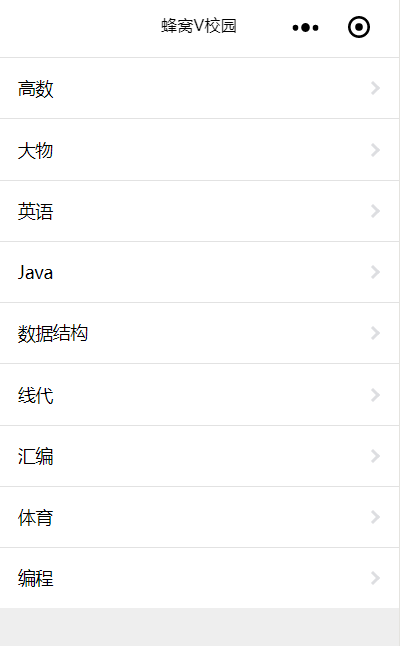 蜂窝V校园
高数
大物
英语
Java
数据结构
线代
汇编
体育
编程